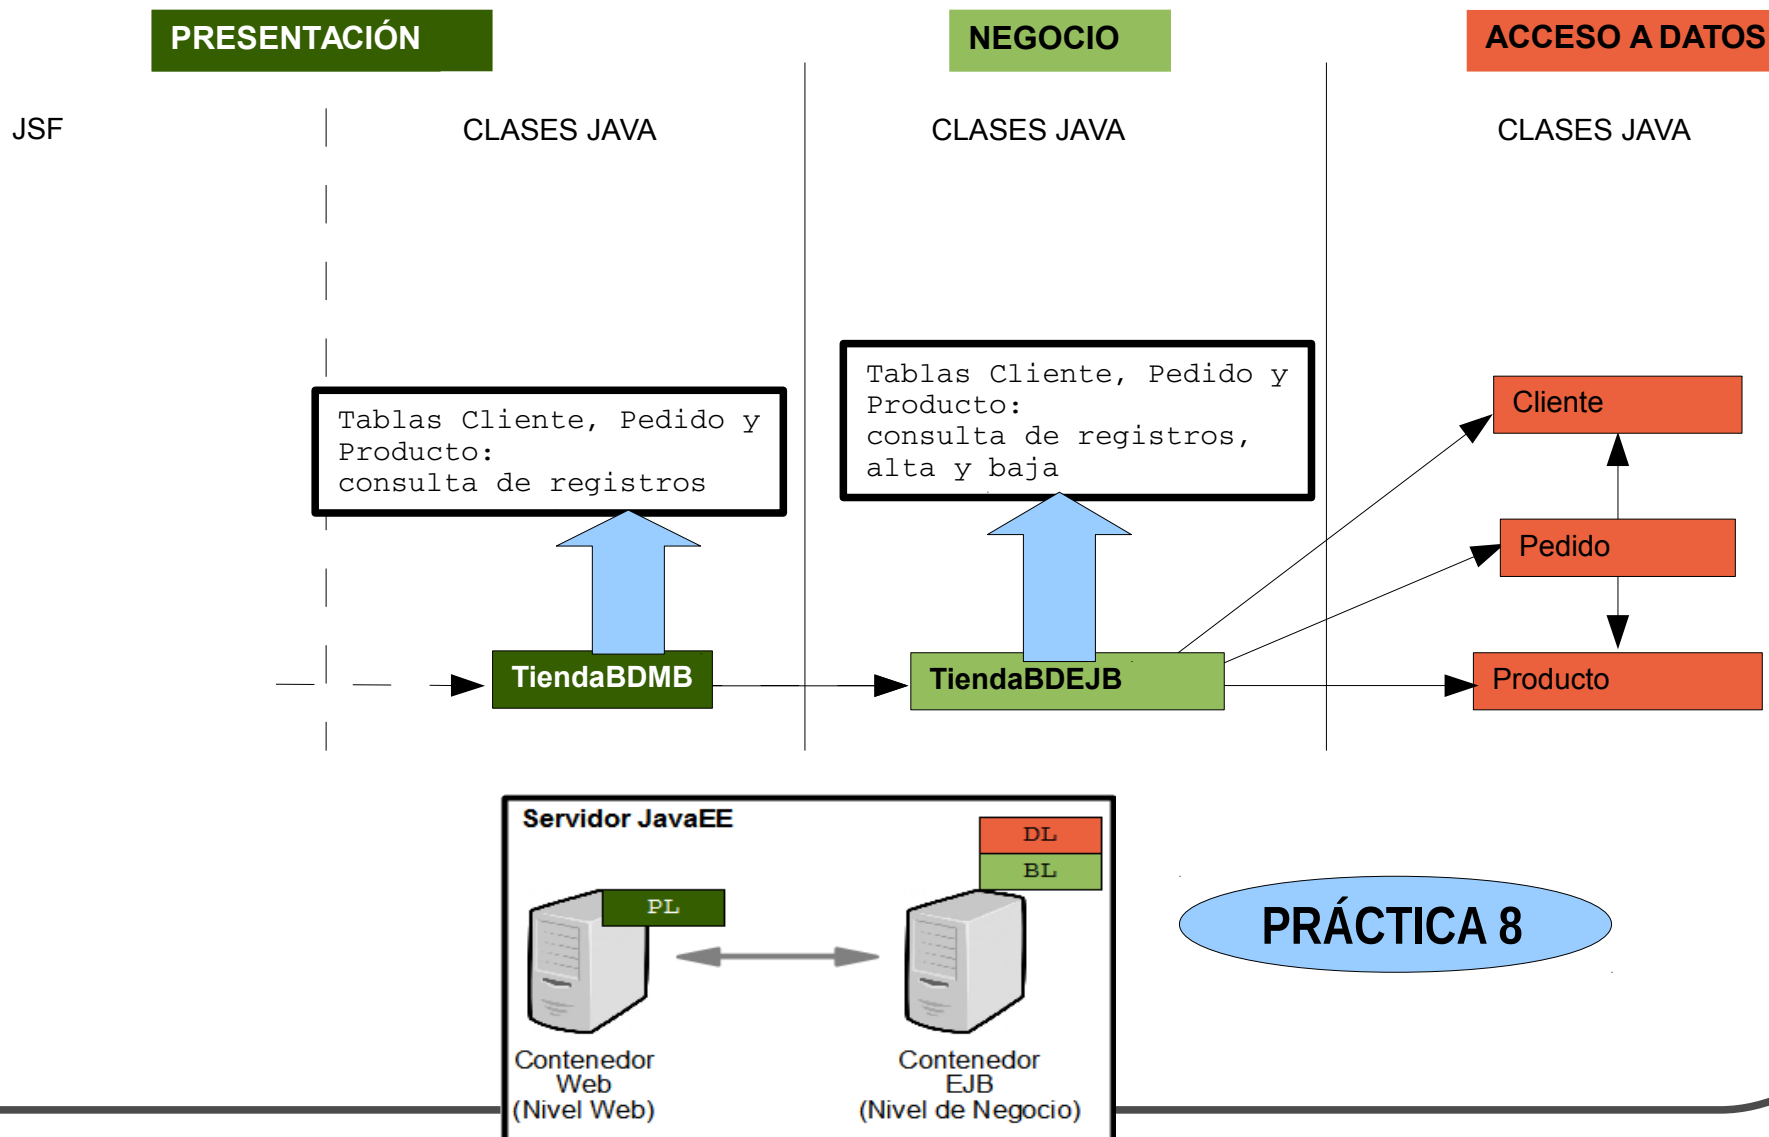 PRESENTACIÓN
NEGOCIO
ACCESO A DATOS
JSF
CLASES JAVA
CLASES JAVA
CLASES JAVA
Tablas Cliente, Pedido y
Producto:
consulta de registros
Tablas Cliente, Pedido y
Producto:
consulta de registros,
alta y baja
Cliente
Pedido
Producto
TiendaBDMB
TiendaBDEJB
Servidor JavaEE
DL
BL
PL
Contenedor
Web
(Nivel Web)
Contenedor
EJB
(Nivel de Negocio)
PRÁCTICA 8